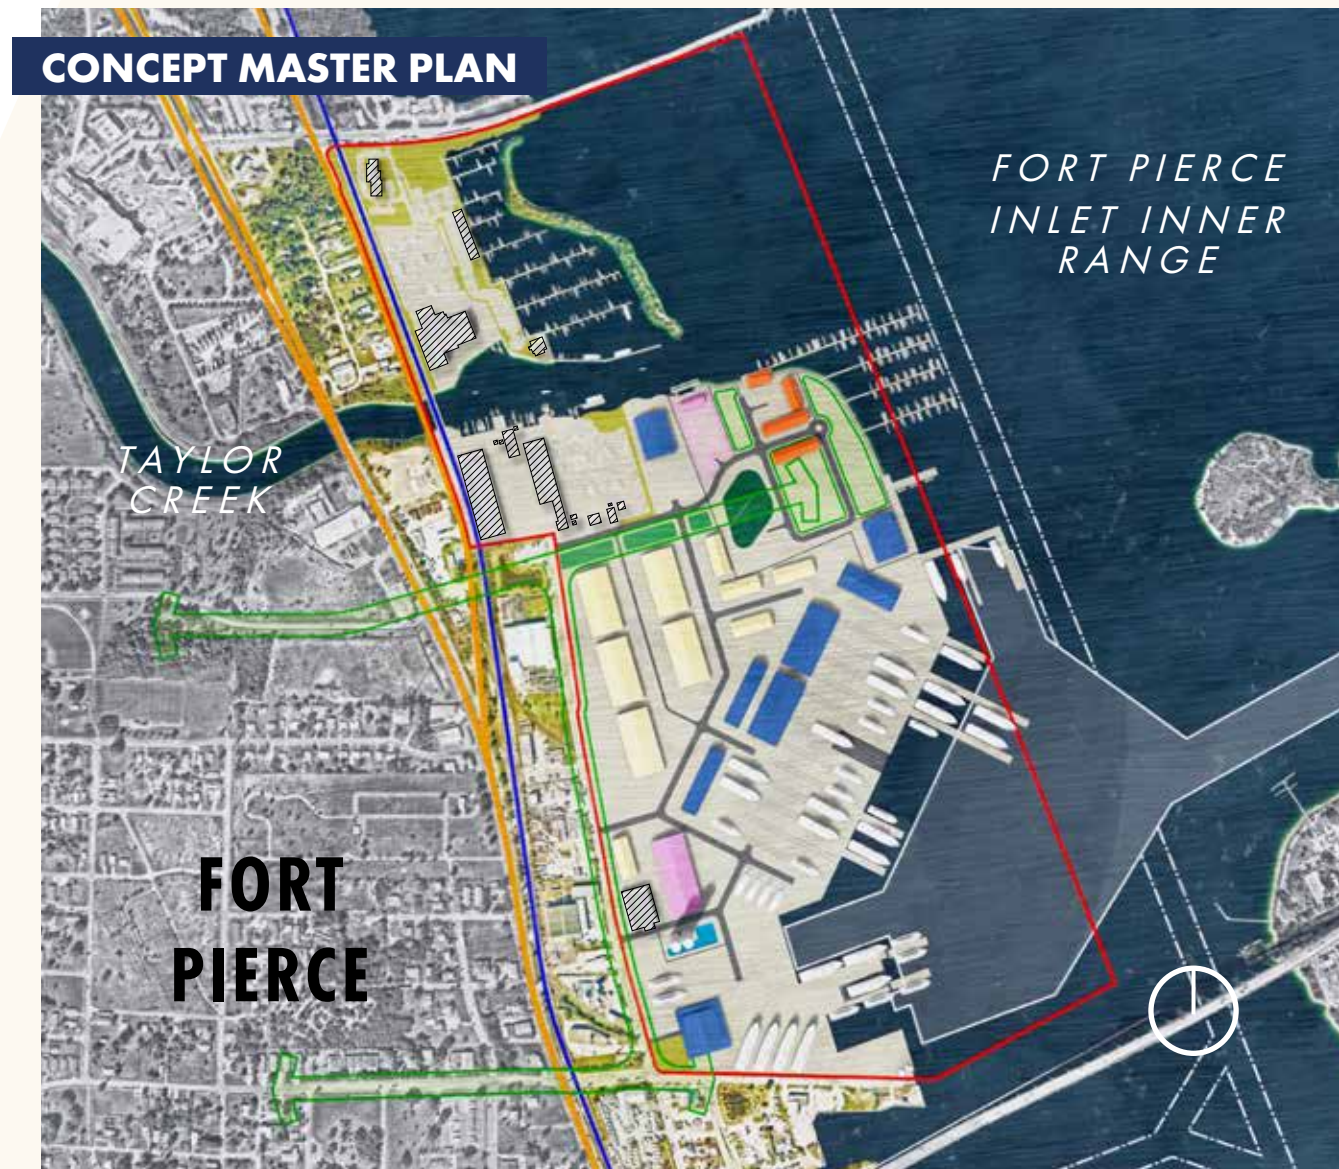 CONCEPT MASTER PLAN
FORT PIERCE
INLET INNER
RANGE
TAYLOR
CREEK
FORT
PIERCE